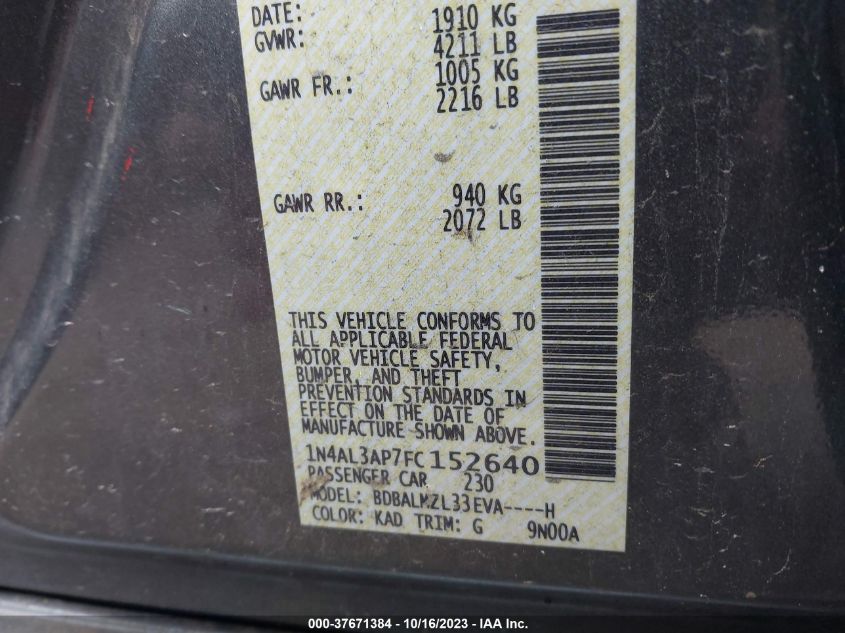 DATE: 1910 KG
GVWR: 4211 LB
GAWR FR.: 1005 KG
2216 LB
GAWR RR.: 940 KG
2072 LB
THIS VEHICLE CONFORMS TO
ALL APPLICABLE FEDERAL
MOTOR VEHICLE SAFETY,
BUMPER, AND THEFT
PREVENTION STANDARDS IN
EFFECT ON THE DATE OF
MANUFACTURE SHOWN ABOVE.
1N4AL3AP7FC152640
PASSENGER CAR 230
MODEL: BDBALMZL33EVA----H
COLOR: KAD TRIM: G 9N00A
000-37671384 - 10/16/2023 - IAA Inc.